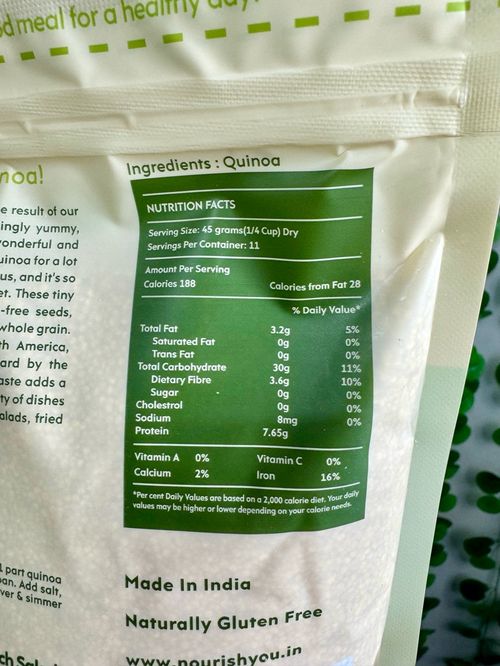 d meal for a healthy day!
noa!
e result of our
ingly yummy,
onderful and
uinoa for a lot
us, and it's so
et. These tiny
-free seeds,
whole grain.
th America,
ard by the
aste adds a
ty of dishes
alads, fried
1 part quinoa
an. Add salt,
ver & simmer
Ingredients : Quinoa
NUTRITION FACTS
Serving Size: 45 grams(1/4 Cup) Dry
Servings Per Container: 11
Amount Per Serving
Calories 188 Calories from Fat 28
% Daily Value*
Total Fat 3.2g 5%
Saturated Fat 0g 0%
Trans Fat 0g 0%
Total Carbohydrate 30g 11%
Dietary Fibre 3.6g 10%
Sugar 0g 0%
Cholestrol 0g 0%
Sodium 8mg 0%
Protein 7.65g
Vitamin A 0% Vitamin C 0%
Calcium 2% Iron 16%
*Per cent Daily Values are based on a 2,000 calorie diet. Your daily
values may be higher or lower depending on your calorie needs.
Made In India
Naturally Gluten Free
www.nourishyou.in